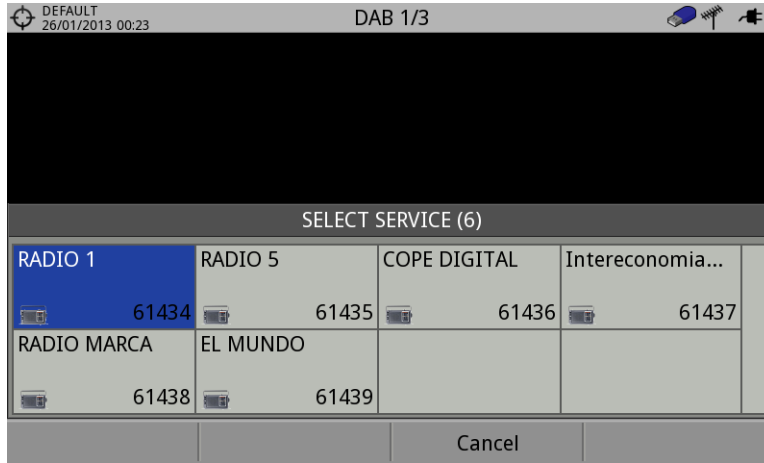 DEFAULT
26/01/2013 00:23
DAB 1/3
SELECT SERVICE (6)
RADIO 1
61434
RADIO 5
61435
COPE DIGITAL
61436
Intereconomia...
61437
RADIO MARCA
61438
EL MUNDO
61439
Cancel